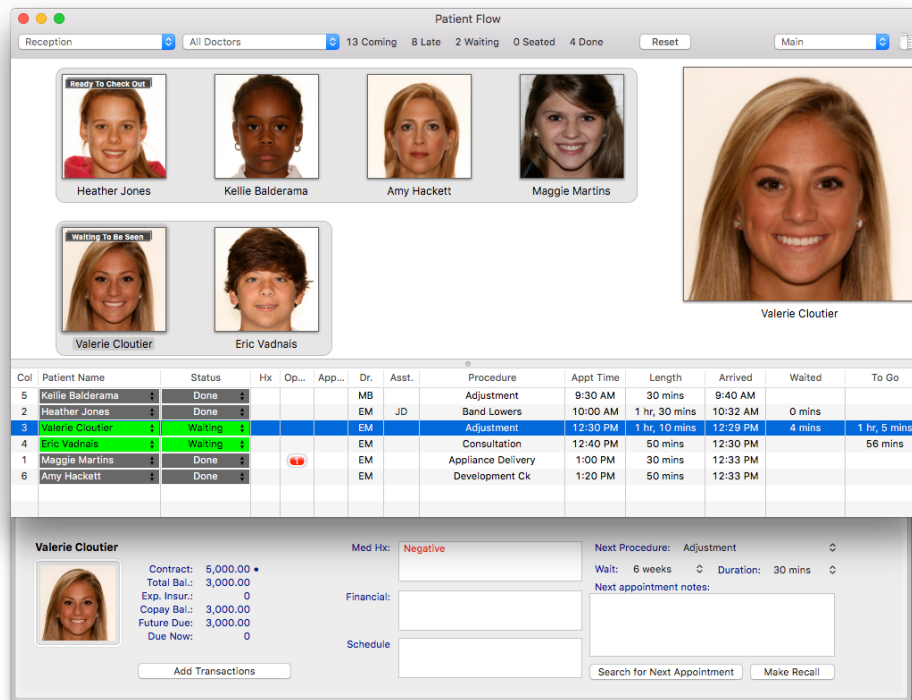 Patient Flow
Reception All Doctors 13 Coming 8 Late 2 Waiting 0 Seated 4 Done Reset Main
Ready To Check Out
Heather Jones Kellie Balderama Amy Hackett Maggie Martins
Waiting To Be Seen
Valerie Cloutier Eric Vadnais
Valerie Cloutier
Col Patient Name Status Hx Op... App... Dr. Asst. Procedure Appt Time Length Arrived Waited To Go
5 Kellie Balderama Done MB Adjustment 9:30 AM 30 mins 9:40 AM
2 Heather Jones Done EM JD Band Lowers 10:00 AM 1 hr, 30 mins 10:32 AM 0 mins
3 Valerie Cloutier Waiting EM Adjustment 12:30 PM 1 hr, 10 mins 12:29 PM 4 mins 1 hr, 5 mins
4 Eric Vadnais Waiting EM Consultation 12:40 PM 50 mins 12:30 PM 56 mins
1 Maggie Martins Done 1 EM Appliance Delivery 1:00 PM 30 mins 12:33 PM
6 Amy Hackett Done EM Development Ck 1:20 PM 50 mins 12:33 PM
Valerie Cloutier
Contract: 5,000.00 •
Total Bal.: 3,000.00
Exp. Insur.: 0
Copay Bal.: 3,000.00
Future Due: 3,000.00
Due Now: 0
Add Transactions
Med Hx: Negative
Financial:
Schedule
Next Procedure: Adjustment
Wait: 6 weeks Duration: 30 mins
Next appointment notes:
Search for Next Appointment Make Recall